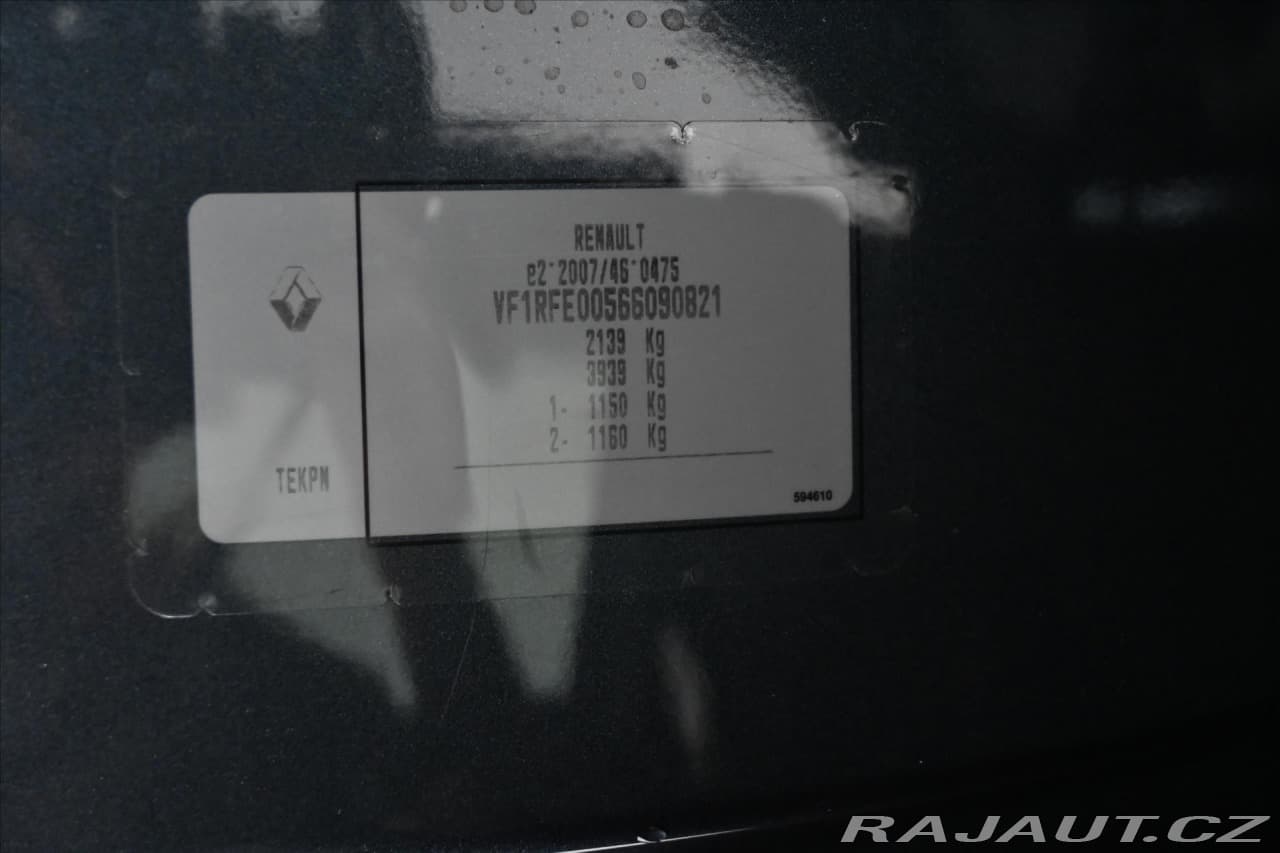 RENAULT
e2*2007/46*0475
VF1RFE00566090821
2139 Kg
3939 Kg
1- 1150 Kg
2- 1160 Kg
TEKPN
594610
RAJAUT.CZ